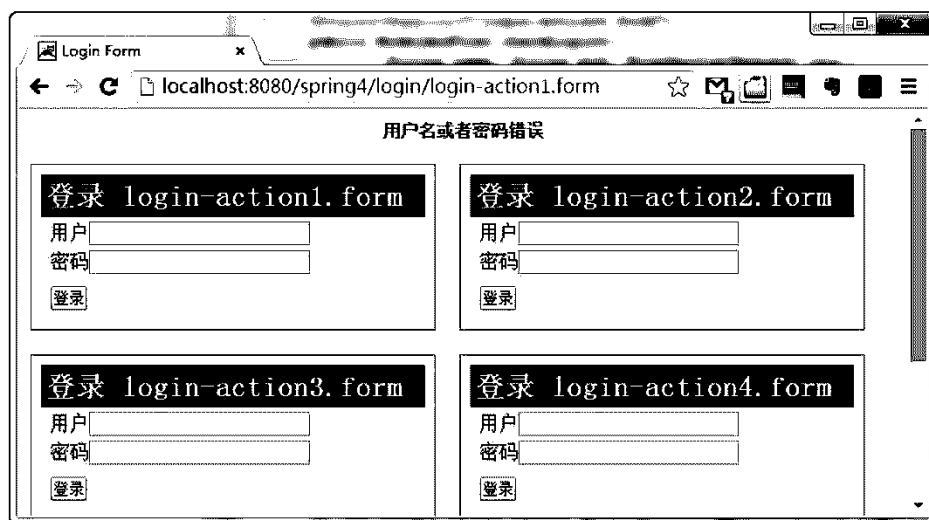 Login Form
localhost:8080/spring4/login/login-action1.form
用户名或者密码错误
登录 login-action1.form
用户
密码
登录
登录 login-action2.form
用户
密码
登录
登录 login-action3.form
用户
密码
登录
登录 login-action4.form
用户
密码
登录